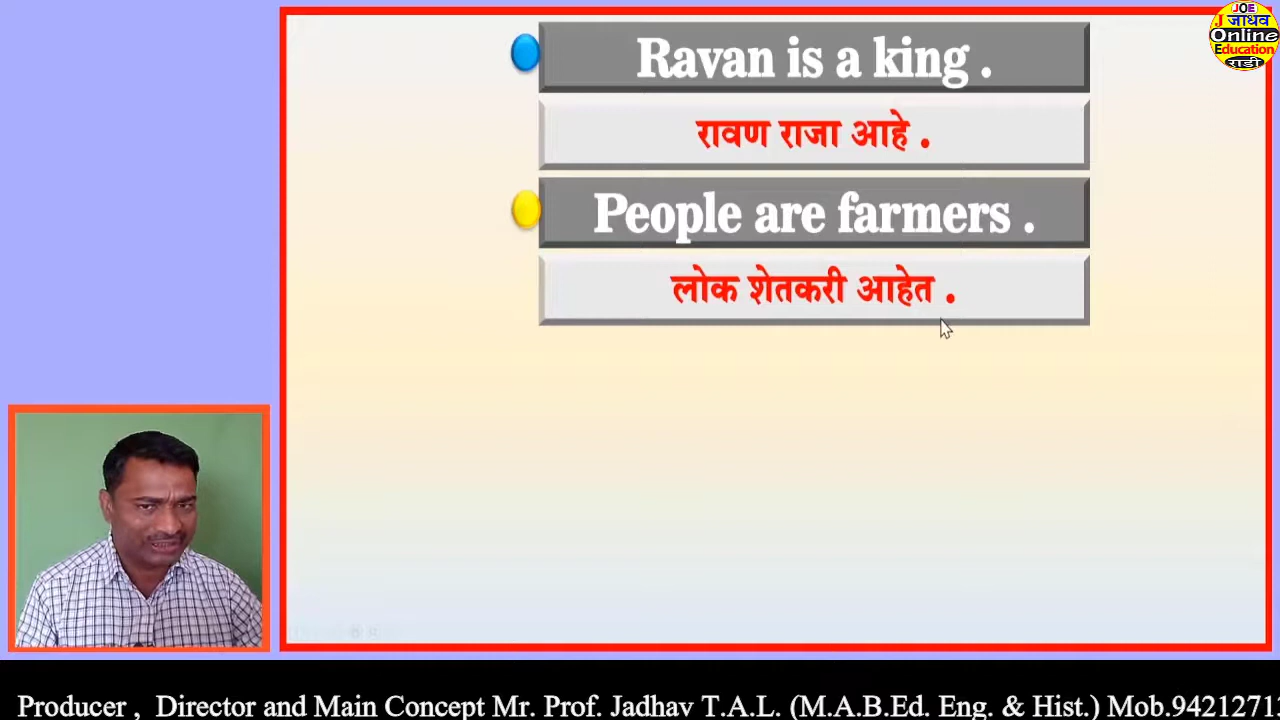 JOE
J जाधव
Online
Education
राडी
Ravan is a king .
रावण राजा आहे .
People are farmers .
लोक शेतकरी आहेत .
Producer , Director and Main Concept Mr. Prof. Jadhav T.A.L. (M.A.B.Ed. Eng. & Hist.) Mob.9421271